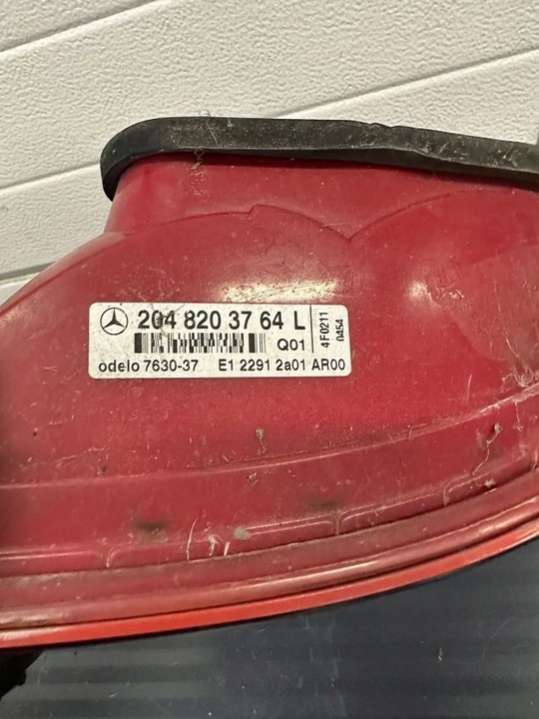 204 820 37 64 L
Q01
odelo 7630-37 E1 2291 2a01 AR00
4F0211
0454